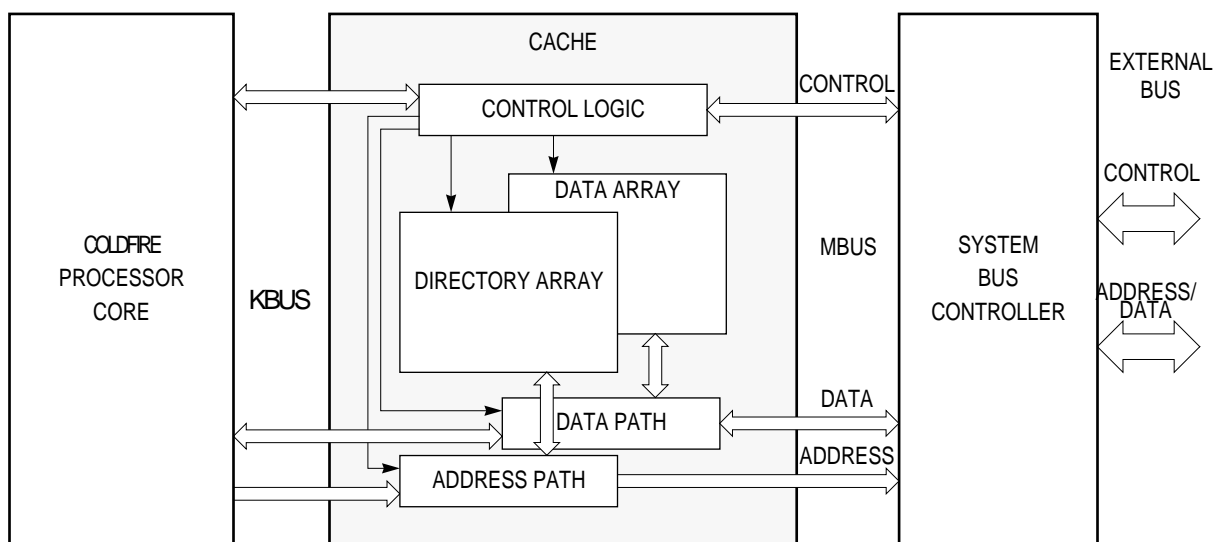 CACHE
EXTERNAL
BUS
CONTROL
CONTROL LOGIC
CONTROL
DATA ARRAY
COLDFIRE
PROCESSOR
CORE
KBUS
DIRECTORY ARRAY
MBUS
SYSTEM
BUS
CONTROLLER
ADDRESS/
DATA
DATA
DATA PATH
ADDRESS
ADDRESS PATH